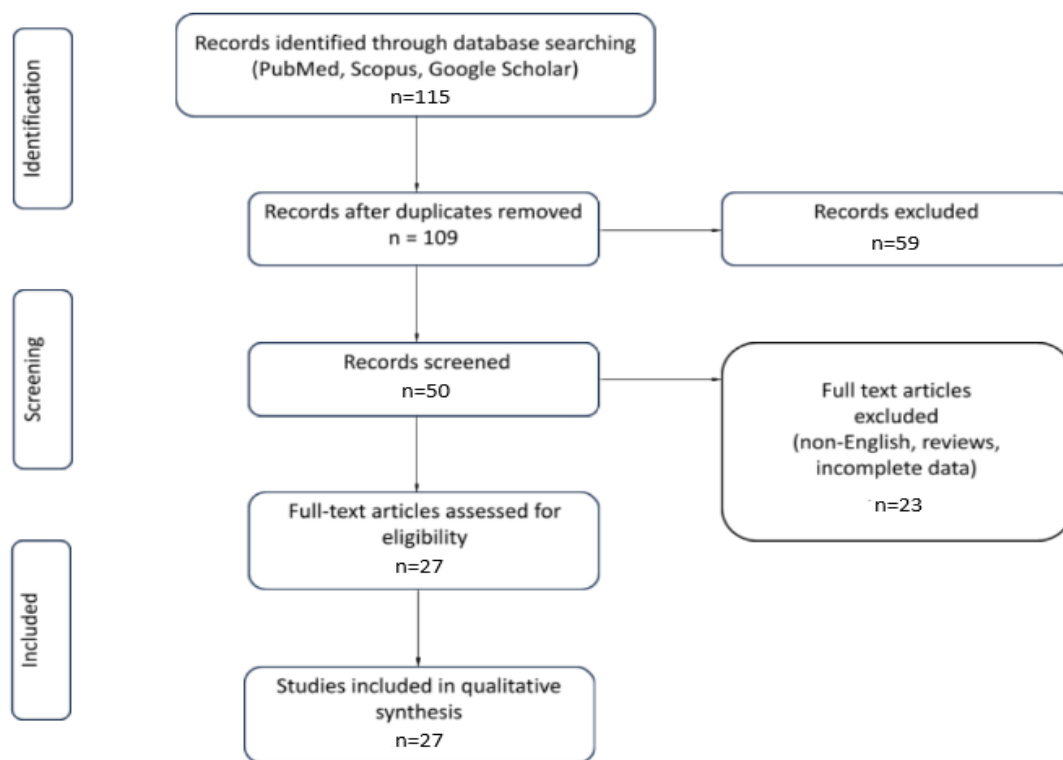 Identification
Records identified through database searching
(PubMed, Scopus, Google Scholar)
n=115
Records after duplicates removed
n = 109
Records excluded
n=59
Screening
Records screened
n=50
Full text articles
excluded
(non-English, reviews,
incomplete data)
n=23
Full-text articles assessed for
eligibility
n=27
Included
Studies included in qualitative
synthesis
n=27